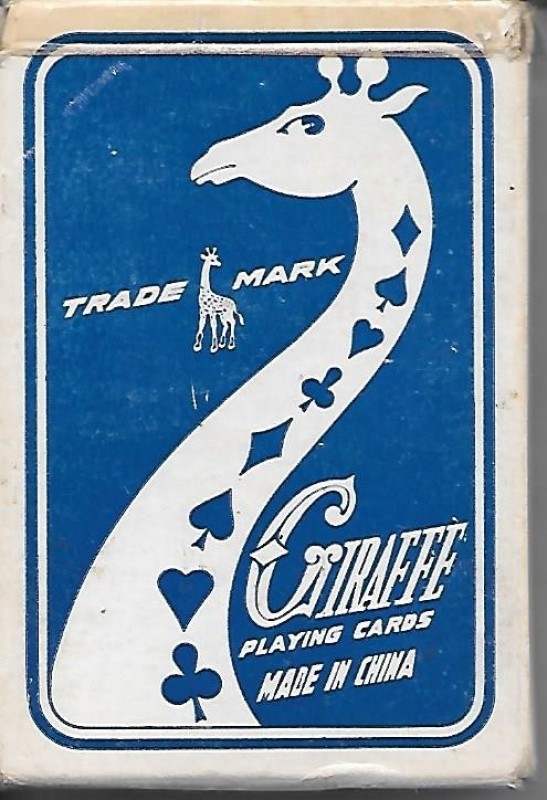 TRADE MARK
GIRAFFE
PLAYING CARDS
MADE IN CHINA